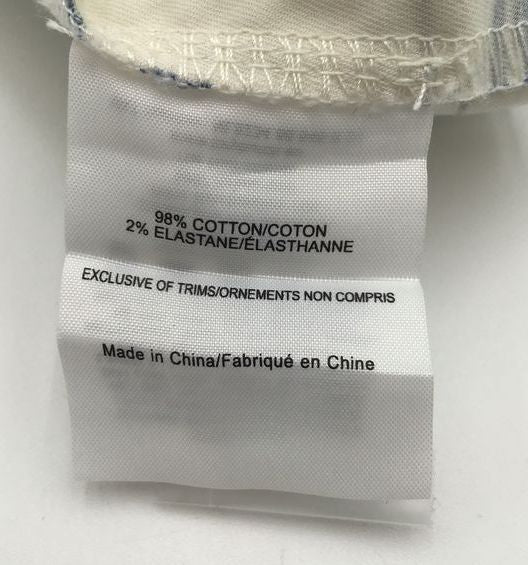 98% COTTON/COTON
2% ELASTANE/ÉLASTHANNE
EXCLUSIVE OF TRIMS/ORNEMENTS NON COMPRIS
Made in China/Fabriqué en Chine